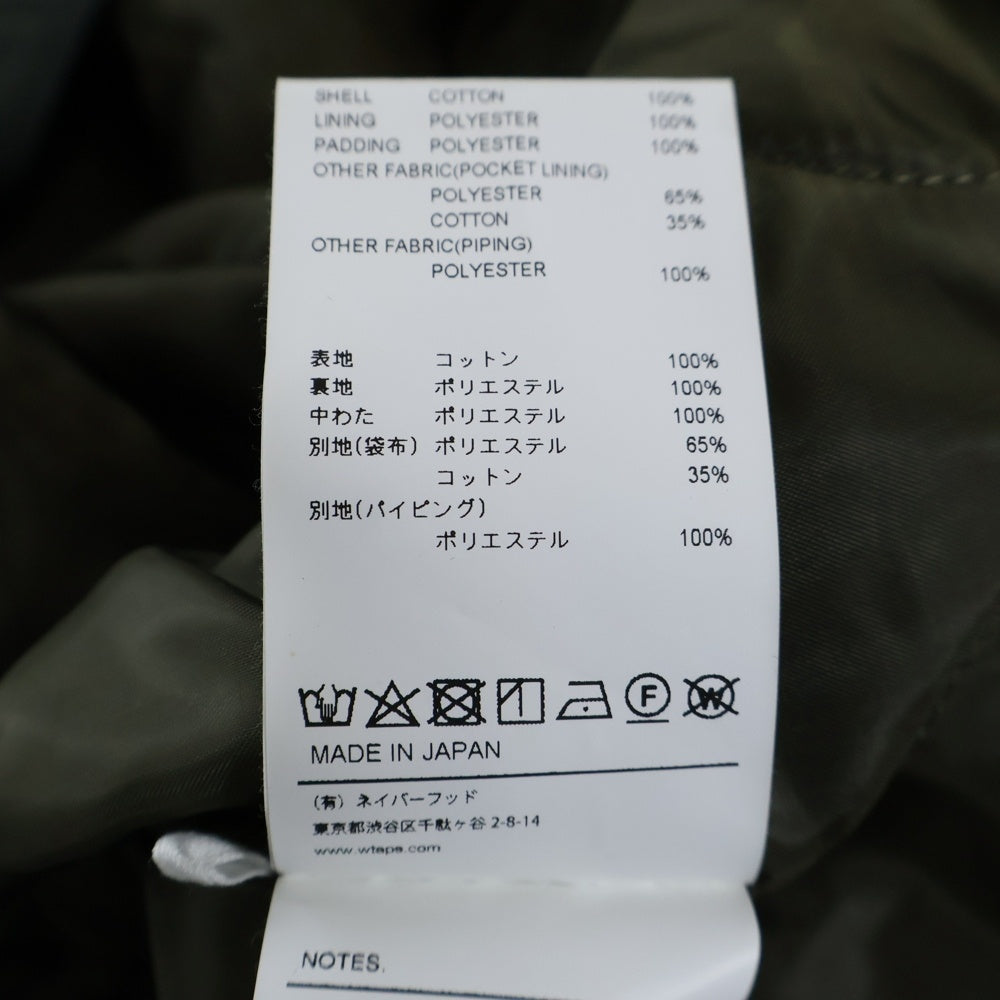 SHELL COTTON 100%
LINING POLYESTER 100%
PADDING POLYESTER 100%
OTHER FABRIC(POCKET LINING)
POLYESTER 65%
COTTON 35%
OTHER FABRIC(PIPING)
POLYESTER 100%
表地 コットン 100%
裏地 ポリエステル 100%
中わた ポリエステル 100%
別地(袋布) ポリエステル 65%
コットン 35%
別地(パイピング)
ポリエステル 100%
F W
MADE IN JAPAN
(有) ネイバーフッド
東京都渋谷区千駄ヶ谷 2-8-14
www.wtaps.com
NOTES.